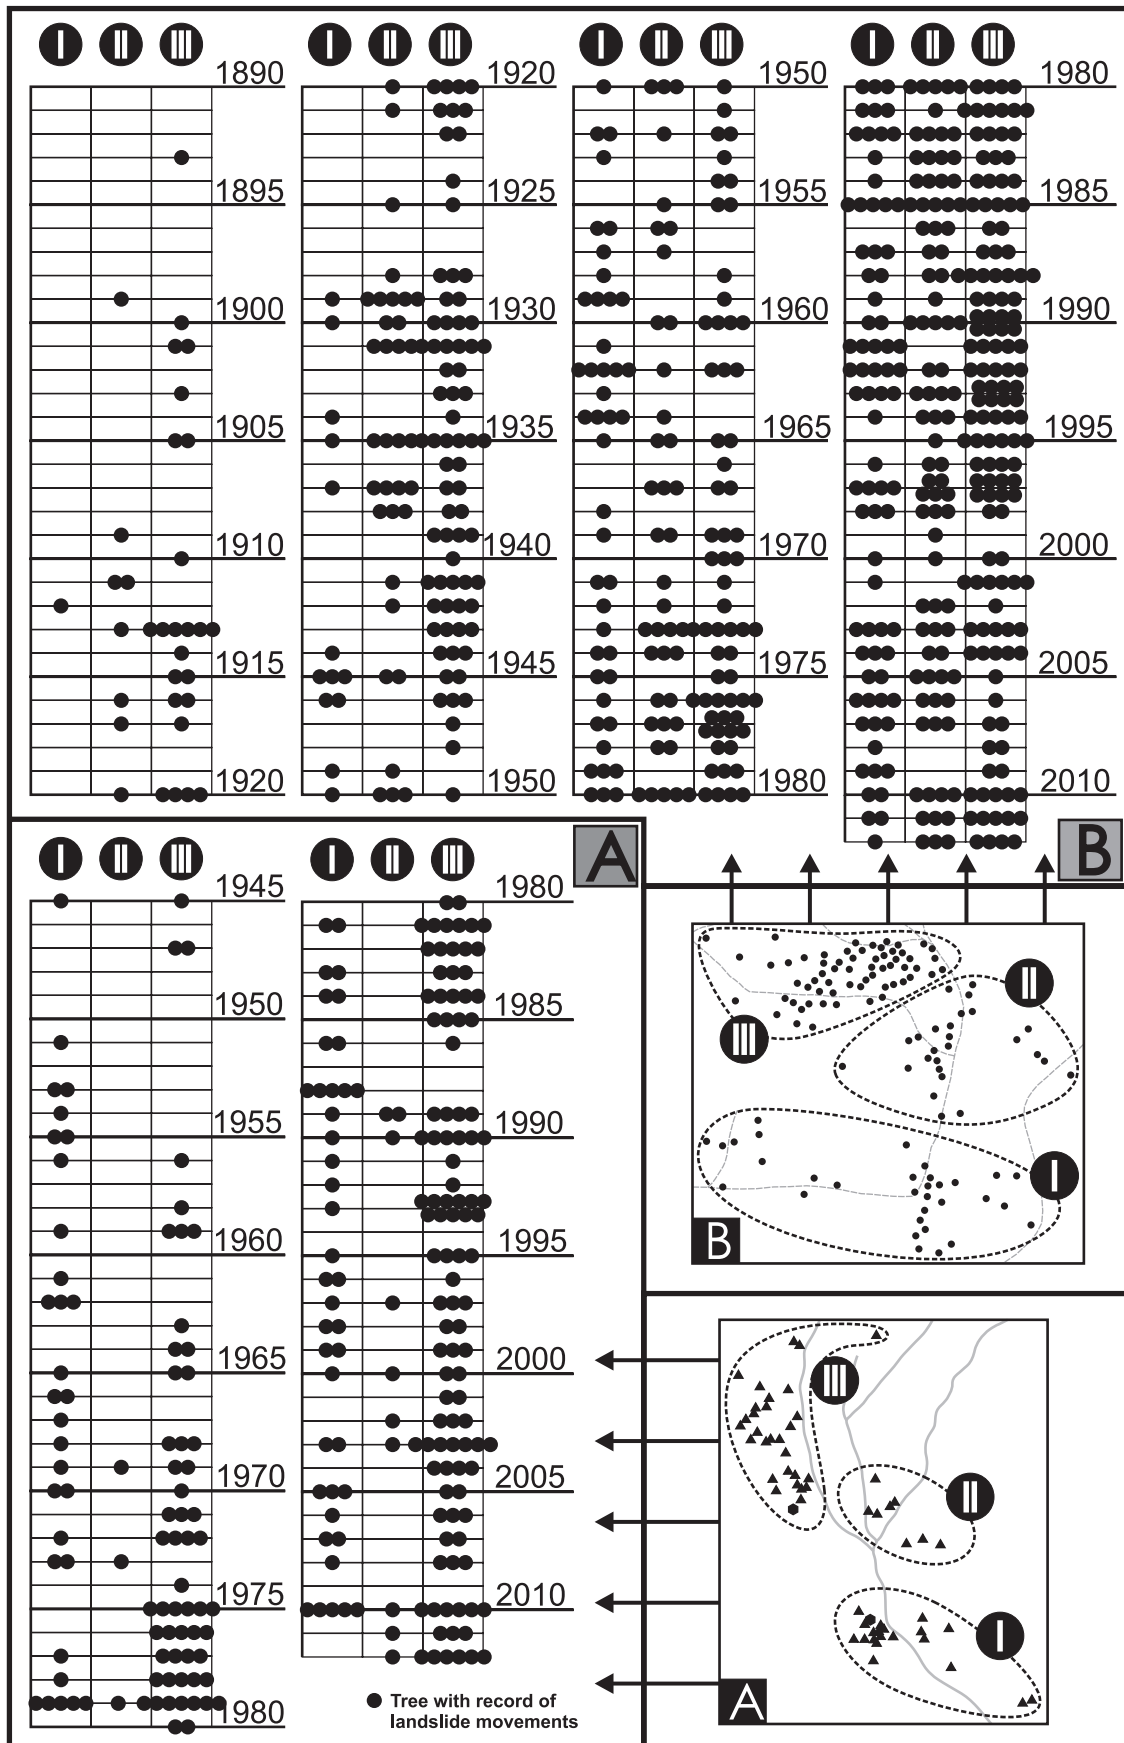 I II III I II III I II III I II III
1890 1920 1950 1980
1895 1925 1955 1985
1900 1930 1960 1990
1905 1935 1965 1995
1910 1940 1970 2000
1915 1945 1975 2005
1920 1950 1980 2010
A
B
I II III I II III
1945 1980
1950 1985
1955 1990
1960 1995
1965 2000
1970 2005
1975 2010
1980
Tree with record of
landslide movements
II
III
I
B
III
II
I
A